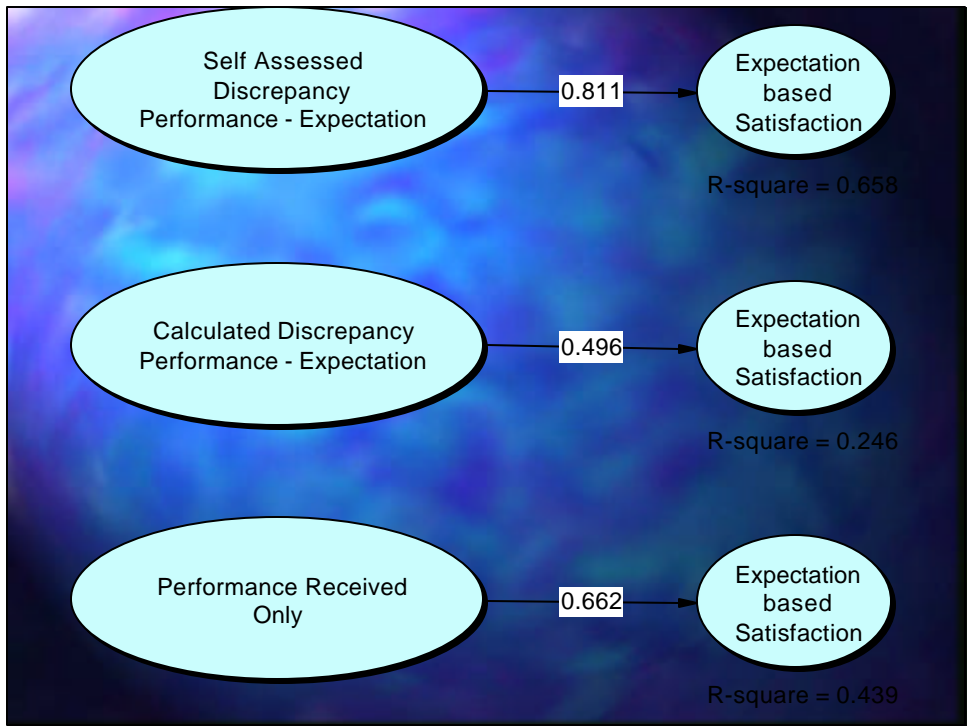 Self Assessed
Discrepancy
Performance - Expectation
0.811
Expectation
based
Satisfaction
R-square = 0.658
Calculated Discrepancy
Performance - Expectation
0.496
Expectation
based
Satisfaction
R-square = 0.246
Performance Received
Only
0.662
Expectation
based
Satisfaction
R-square = 0.439